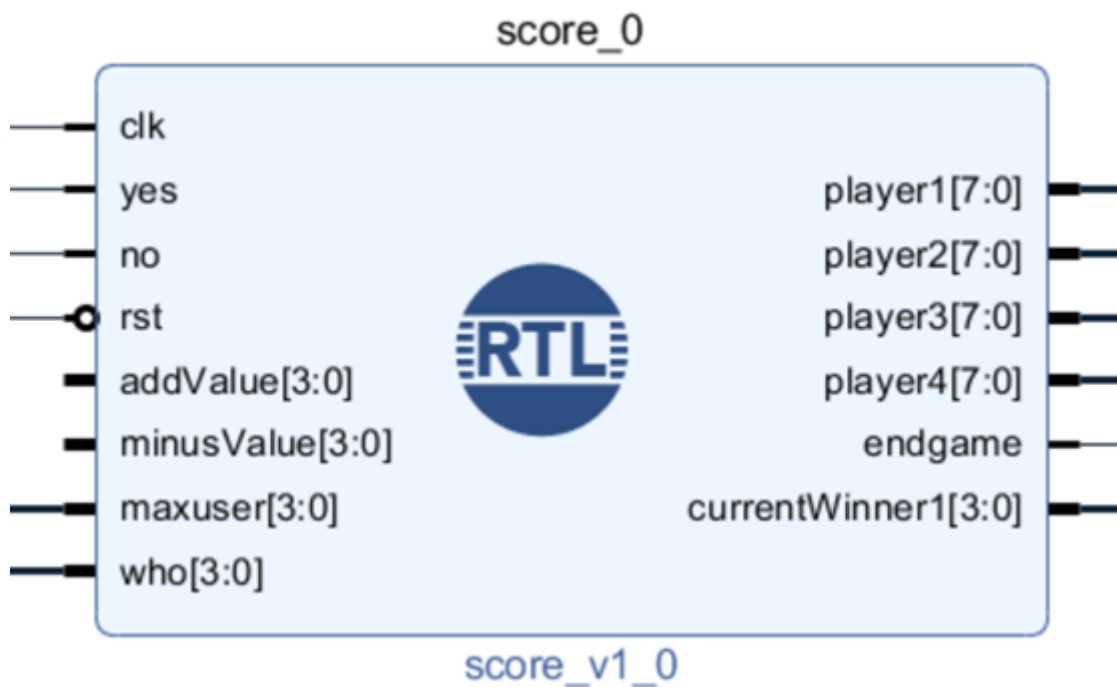 score_0
clk
yes
no
rst
addValue[3:0]
minusValue[3:0]
maxuser[3:0]
who[3:0]
RTL
player1[7:0]
player2[7:0]
player3[7:0]
player4[7:0]
endgame
currentWinner1[3:0]
score_v1_0